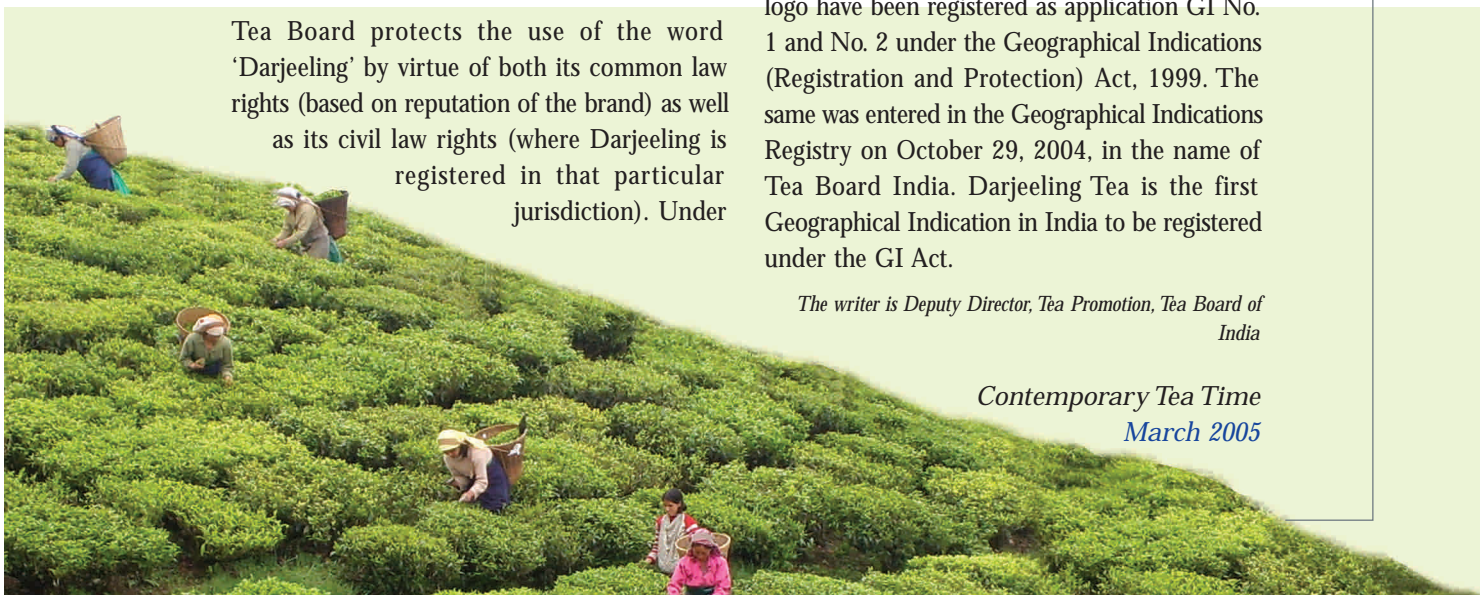 Tea Board protects the use of the word
‘Darjeeling’ by virtue of both its common law
rights (based on reputation of the brand) as well
as its civil law rights (where Darjeeling is
registered in that particular
jurisdiction). Under
logo have been registered as application GI No.
1 and No. 2 under the Geographical Indications
(Registration and Protection) Act, 1999. The
same was entered in the Geographical Indications
Registry on October 29, 2004, in the name of
Tea Board India. Darjeeling Tea is the first
Geographical Indication in India to be registered
under the GI Act.
The writer is Deputy Director, Tea Promotion, Tea Board of
India
Contemporary Tea Time
March 2005